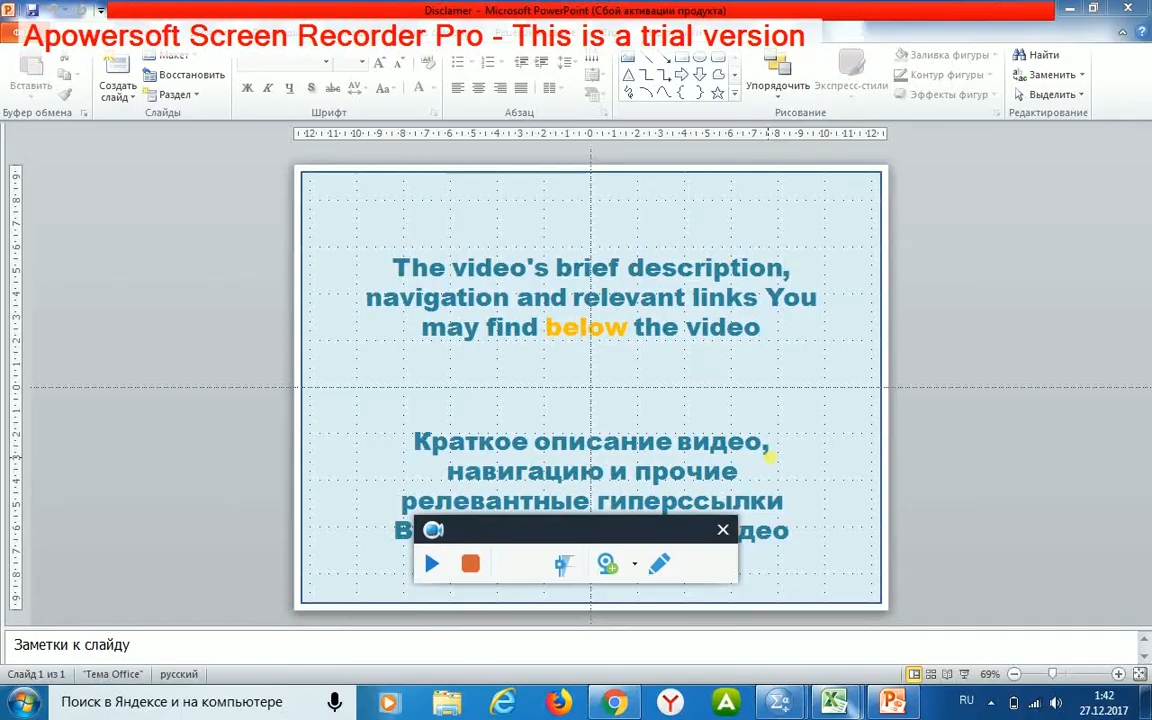 Disclamer - Microsoft PowerPoint (Сбой активации продукта)
Apowersoft Screen Recorder Pro - This is a trial version
Макет
Заливка фигуры
Найти
Восстановить
Контур фигуры
Заменить
Вставить
Создать слайд
Раздел
Упорядочить
Экспресс-стили
Эффекты фигур
Выделить
Буфер обмена
Слайды
Шрифт
Абзац
Рисование
Редактирование
The video's brief description,
navigation and relevant links You
may find below the video
Краткое описание видео,
навигацию и прочие
релевантные гиперссылки
В
део
Заметки к слайду
Слайд 1 из 1
"Тема Office"
русский
69%
Поиск в Яндексе и на компьютере
RU
1:42
27.12.2017